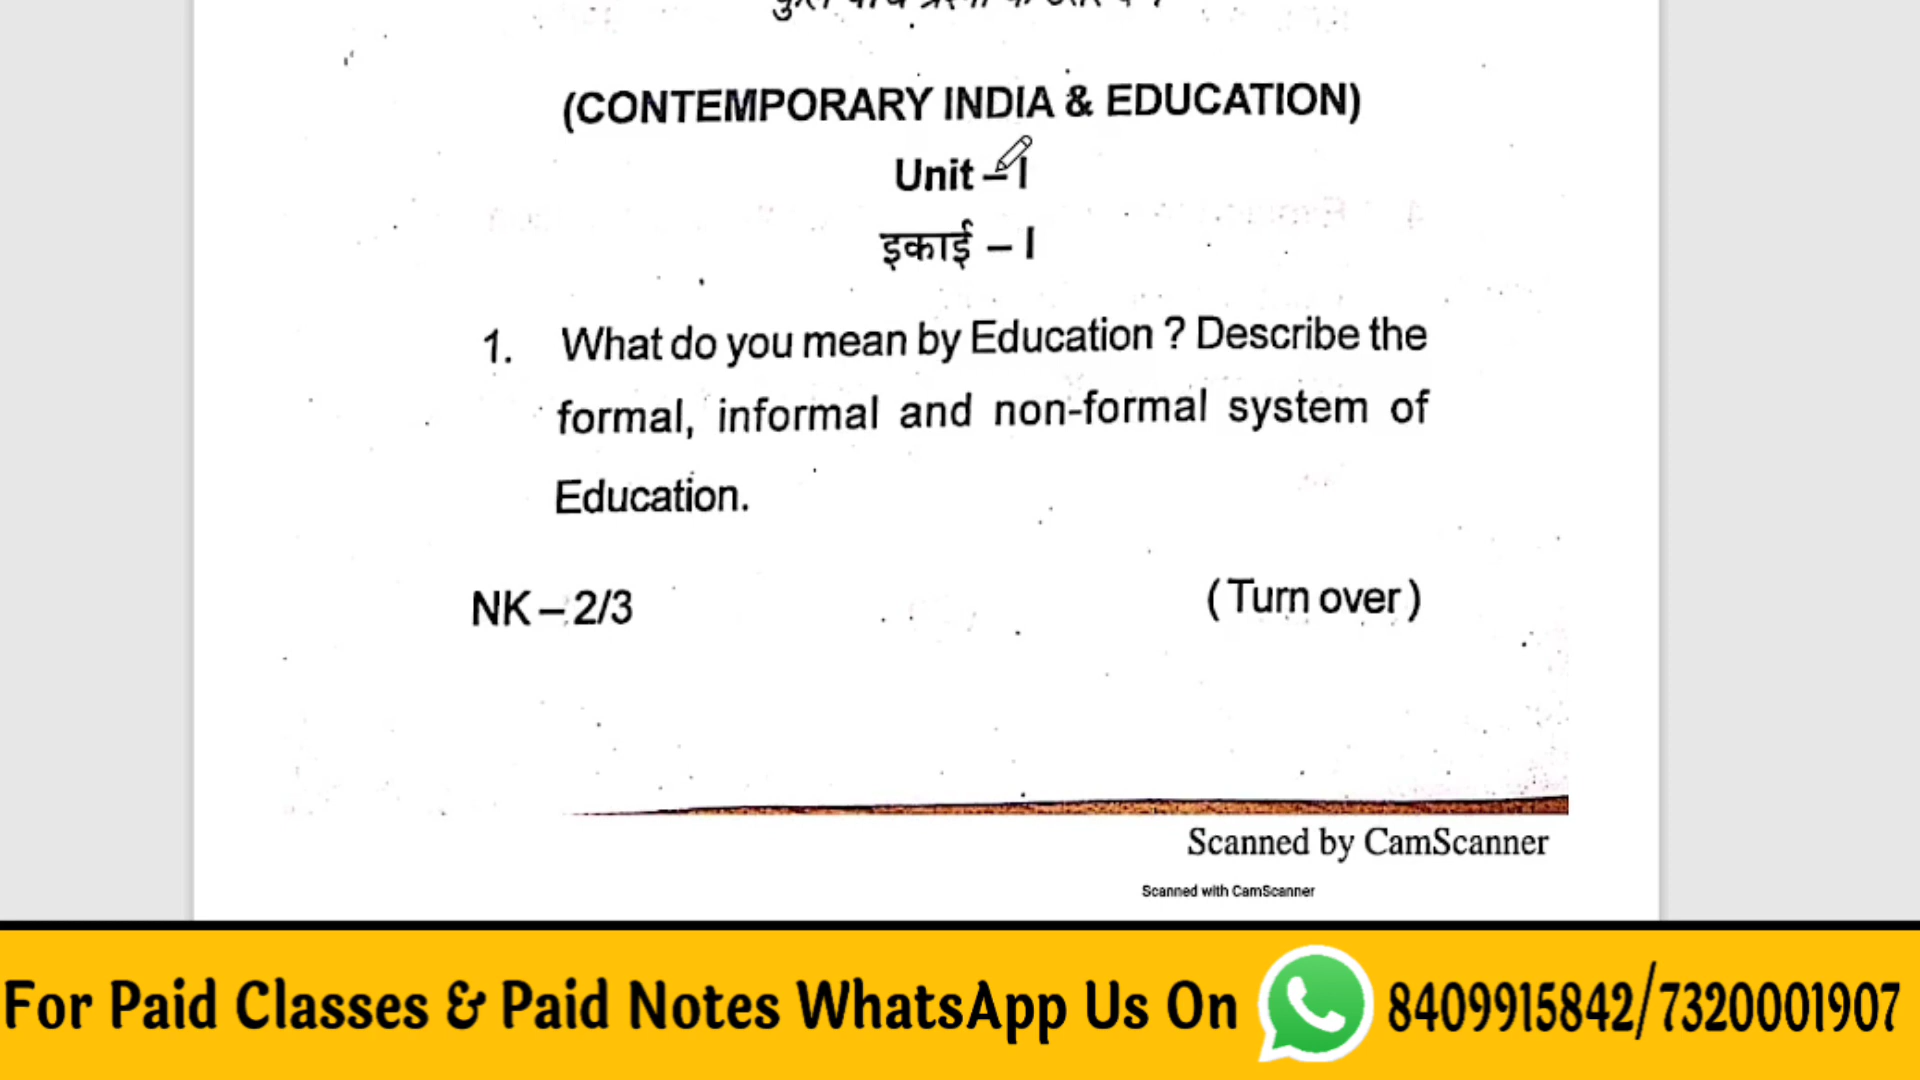 (CONTEMPORARY INDIA & EDUCATION)
Unit – I
इकाई – I
1. What do you mean by Education ? Describe the
formal, informal and non-formal system of
Education.
NK – 2/3 (Turn over)
Scanned by CamScanner
Scanned with CamScanner
For Paid Classes & Paid Notes WhatsApp Us On 8409915842/7320001907